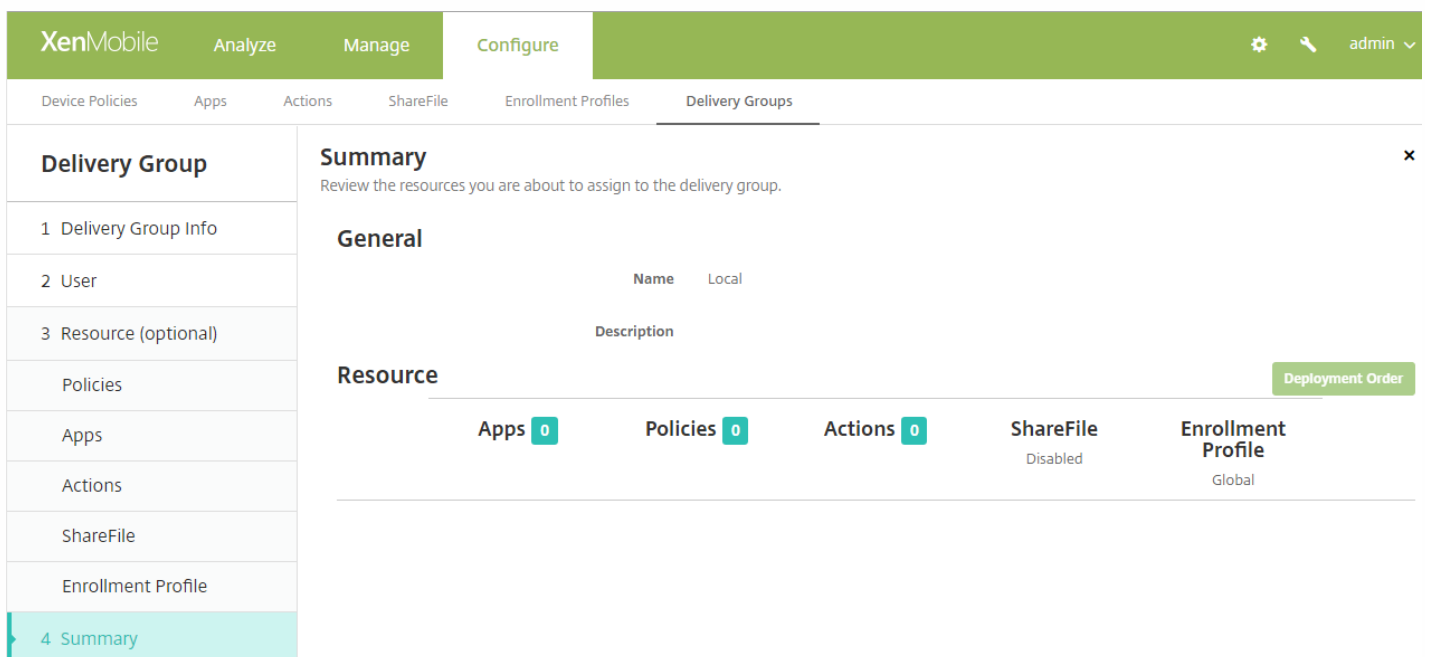 XenMobile Analyze Manage Configure admin
Device Policies Apps Actions ShareFile Enrollment Profiles Delivery Groups
Delivery Group
1 Delivery Group Info
2 User
3 Resource (optional)
Policies
Apps
Actions
ShareFile
Enrollment Profile
4 Summary
Summary
Review the resources you are about to assign to the delivery group.
General
Name Local
Description
Resource Deployment Order
Apps 0 Policies 0 Actions 0 ShareFile Enrollment
Profile
Disabled
Global